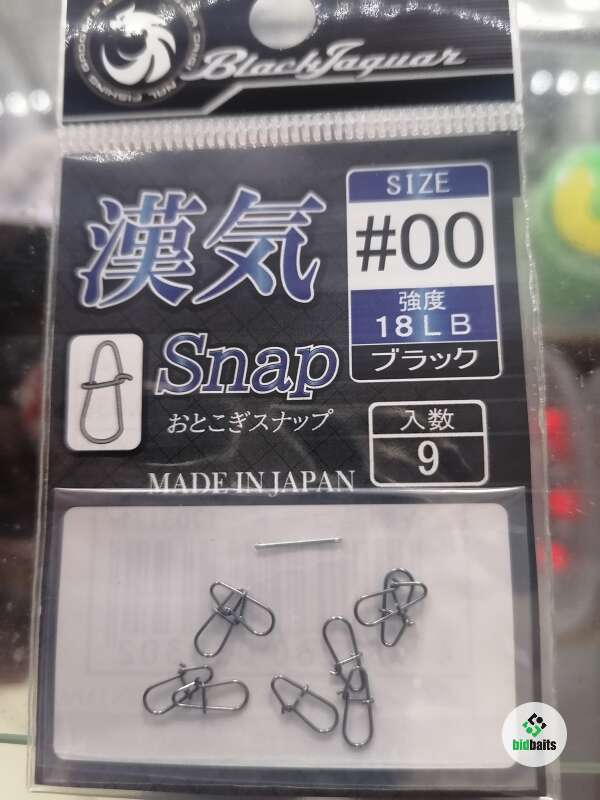 BlackJaguar
漢気
Snap
おとこぎスナップ
SIZE
#00
強度
18LB
ブラック
入数
9
MADE IN JAPAN
bidbaits